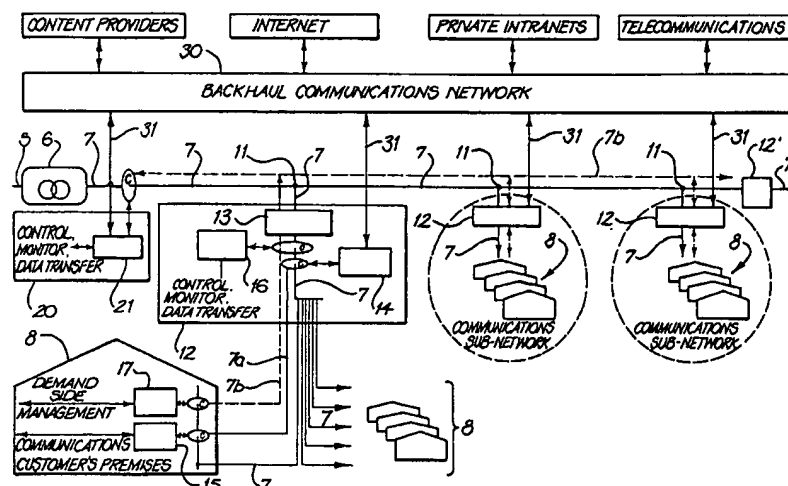 CONTENT PROVIDERS
INTERNET
PRIVATE INTRANETS
TELECOMMUNICATIONS
30
BACKHAUL COMMUNICATIONS NETWORK
31
31
31
31
5
6
7
C
7
11
7
7
11
7b
11
12'
7
13
12
12
CONTROL,
MONITOR,
DATA TRANSFER
21
20
CONTROL,
MONITOR,
DATA TRANSFER
16
C
C
14
7
12
7
8
COMMUNICATIONS
SUB-NETWORK
7
8
COMMUNICATIONS
SUB-NETWORK
8
7a
7b
17
DEMAND
SIDE
MANAGEMENT
C
COMMUNICATIONS
C
CUSTOMER'S PREMISES
15
7
7
8